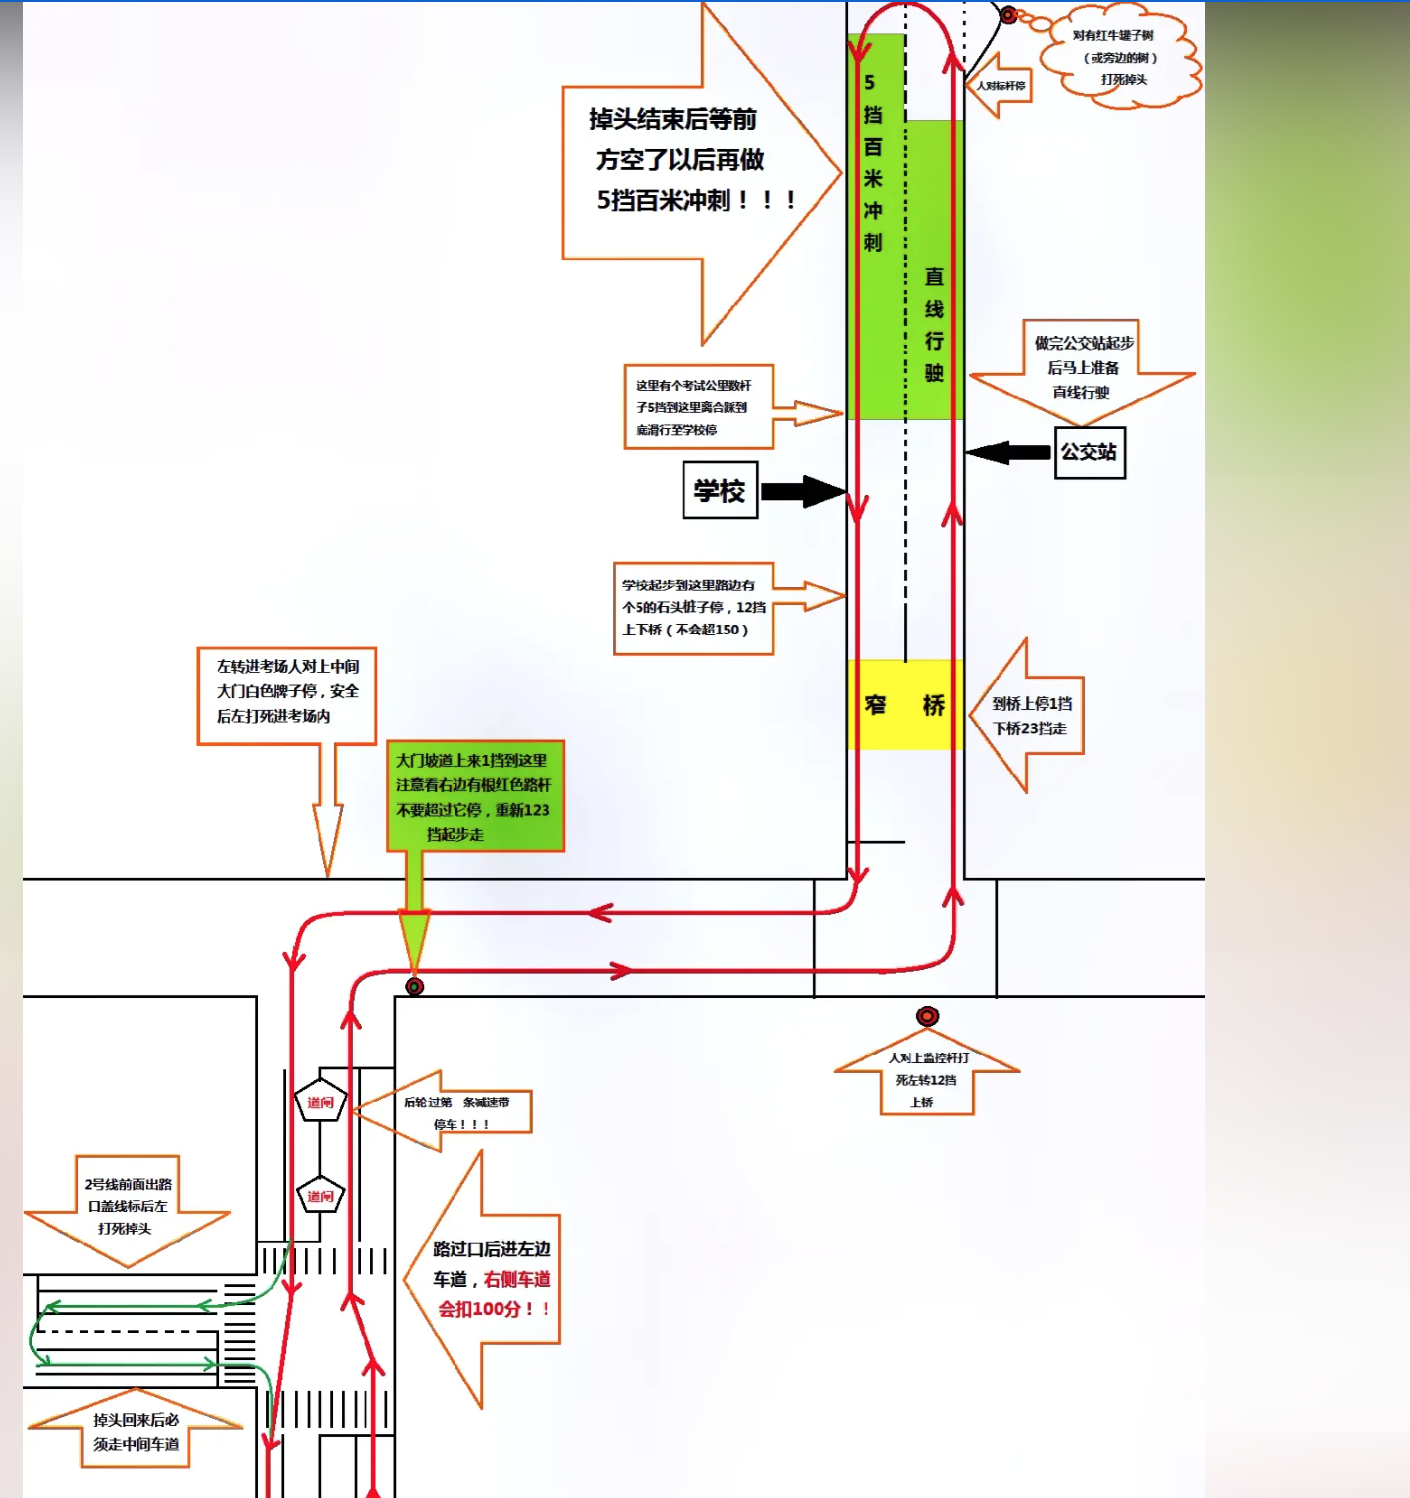 对有红牛罐子树
（或旁边的树）
打死掉头
人对标杆停
掉头结束后等前
方空了以后再做
5挡百米冲刺！！！
5
挡
百
米
冲
刺
直
线
行
驶
做完公交站起步
后马上准备
直线行驶
这里有个考试公里数杆
子5挡到这里离合踩到
底滑行至学校停
公交站
学校
学校起步到这里路边有
个5的石头桩子停，12挡
上下桥（不会超150）
窄 桥
到桥上停1挡
下桥23挡走
左转进考场人对上中间
大门白色牌子停，安全
后左打死进考场内
大门坡道上来1挡到这里
注意看右边有根红色路杆
不要超过它停，重新123
挡起步走
人对上监控杆打
死左转12挡
上桥
道闸
后轮过第 条减速带
停车！！！
道闸
2号线前面出路
口盖线标后左
打死掉头
路过口后进左边
车道，右侧车道
会扣100分！！
掉头回来后必
须走中间车道